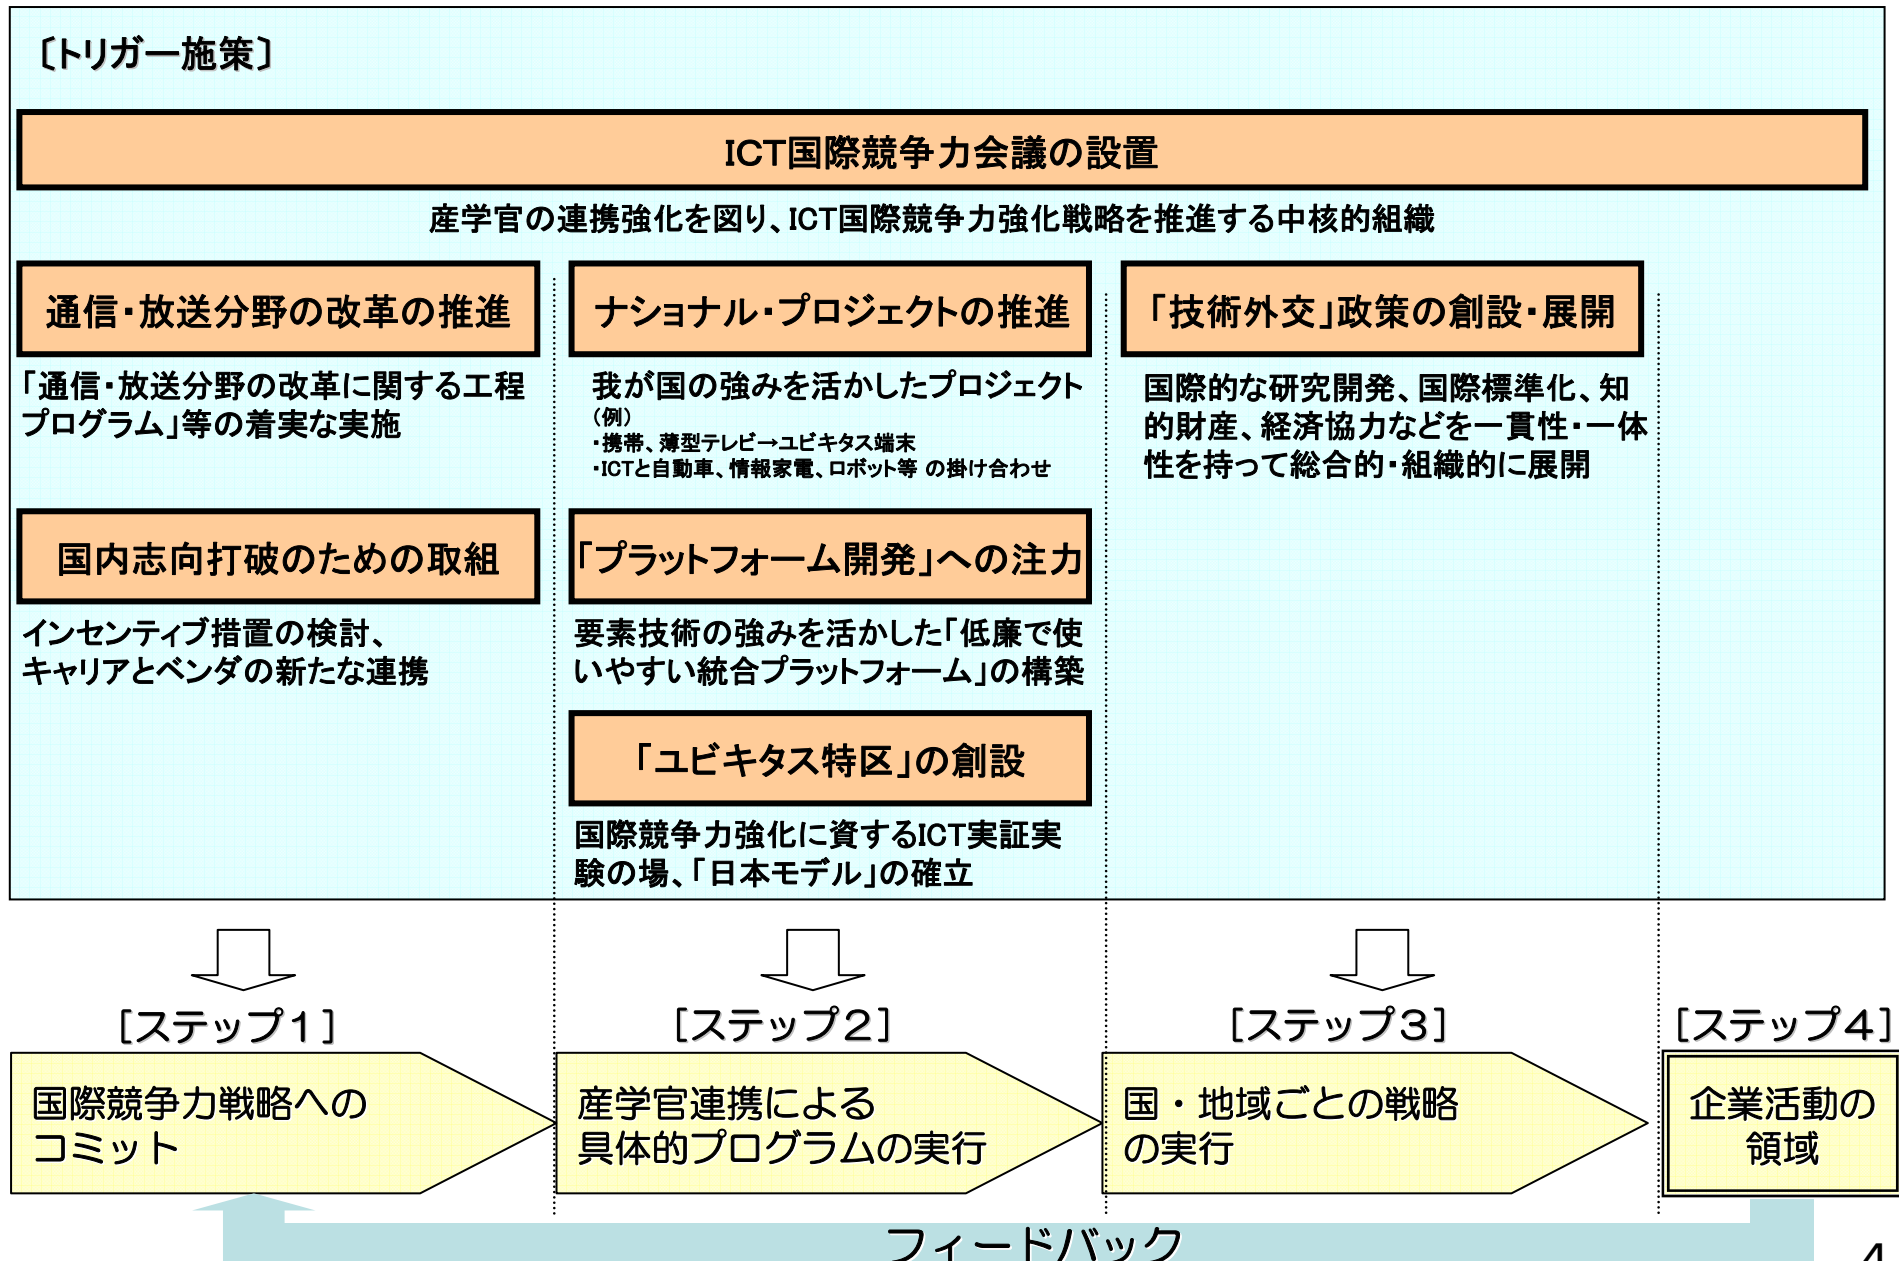 〔トリガー施策〕
ICT国際競争力会議の設置
産学官の連携強化を図り、ICT国際競争力強化戦略を推進する中核的組織
通信・放送分野の改革の推進
「通信・放送分野の改革に関する工程
プログラム」等の着実な実施
国内志向打破のための取組
インセンティブ措置の検討、
キャリアとベンダの新たな連携
ナショナル・プロジェクトの推進
我が国の強みを活かしたプロジェクト
（例）
・携帯、薄型テレビ→ユビキタス端末
・ICTと自動車、情報家電、ロボット等 の掛け合わせ
「プラットフォーム開発」への注力
要素技術の強みを活かした「低廉で使
いやすい統合プラットフォーム」の構築
「ユビキタス特区」の創設
国際競争力強化に資するICT実証実
験の場、「日本モデル」の確立
「技術外交」政策の創設・展開
国際的な研究開発、国際標準化、知
的財産、経済協力などを一貫性・一体
性を持って総合的・組織的に展開
［ステップ１］
国際競争力戦略への
コミット
［ステップ２］
産学官連携による
具体的プログラムの実行
［ステップ３］
国・地域ごとの戦略
の実行
［ステップ４］
企業活動の
領域
フィードバック
4